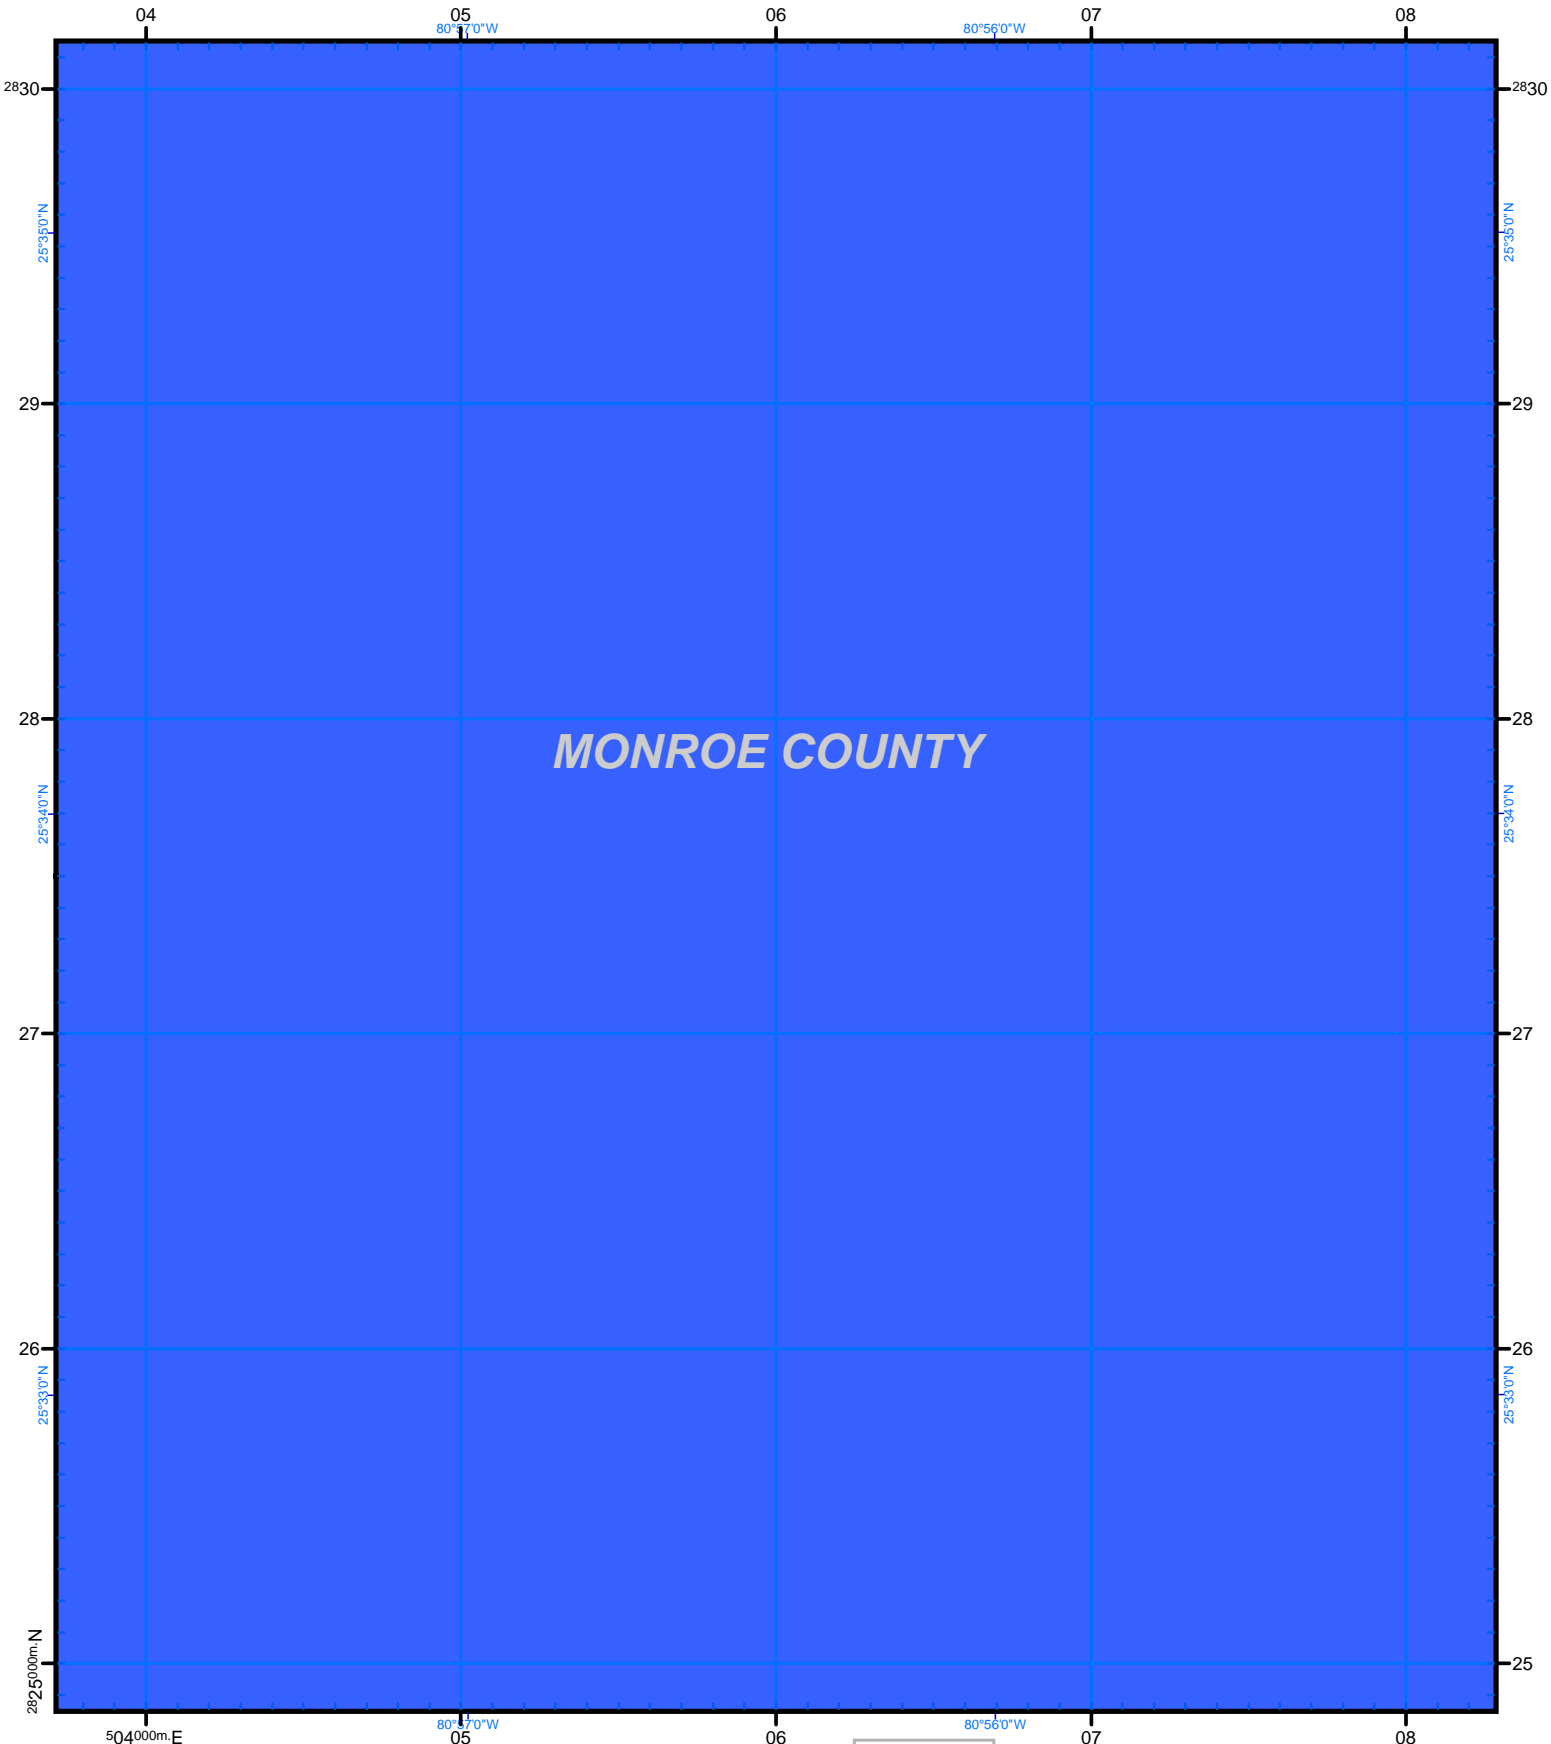 04 05 06 07 08
80°57'0"W 80°56'0"W
2830 2830
25°35'0"N 25°35'0"N
29 29
28 28
MONROE COUNTY
25°34'0"N 25°34'0"N
27 27
26 26
25°33'0"N 25°33'0"N
2825000m.N 25
80°57'0"W 80°56'0"W
504000m.E 05 06 07 08